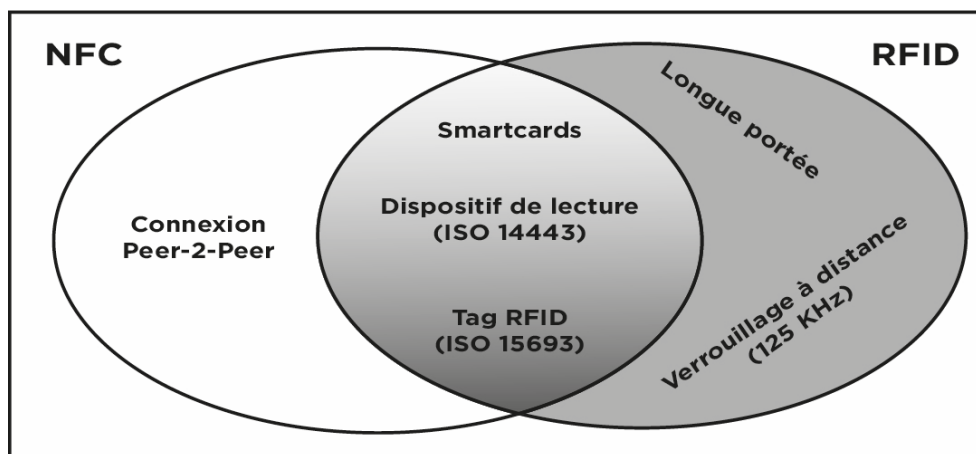 NFC
RFID
Connexion
Peer-2-Peer
Smartcards
Dispositif de lecture
(ISO 14443)
Tag RFID
(ISO 15693)
Longue portée
Verrouillage à distance
(125 KHz)